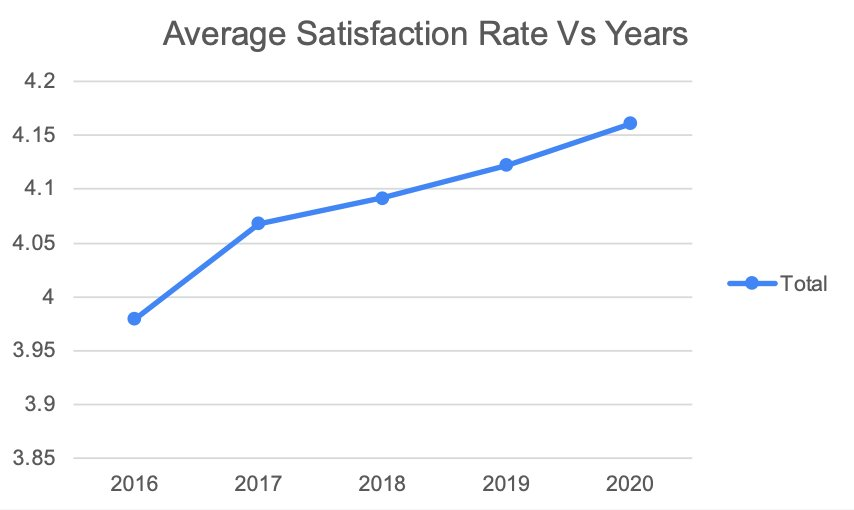 Average Satisfaction Rate Vs Years
4.2
4.15
4.1
4.05
4
3.95
3.9
3.85
2016 2017 2018 2019 2020
Total